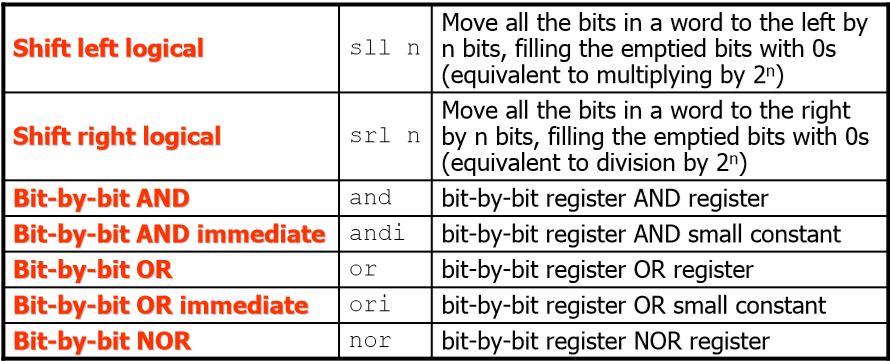 Shift left logical
sll n
Move all the bits in a word to the left by
n bits, filling the emptied bits with 0s
(equivalent to multiplying by 2ⁿ)
Shift right logical
srl n
Move all the bits in a word to the right
by n bits, filling the emptied bits with 0s
(equivalent to division by 2ⁿ)
Bit-by-bit AND
and
bit-by-bit register AND register
Bit-by-bit AND immediate
andi
bit-by-bit register AND small constant
Bit-by-bit OR
or
bit-by-bit register OR register
Bit-by-bit OR immediate
ori
bit-by-bit register OR small constant
Bit-by-bit NOR
nor
bit-by-bit register NOR register